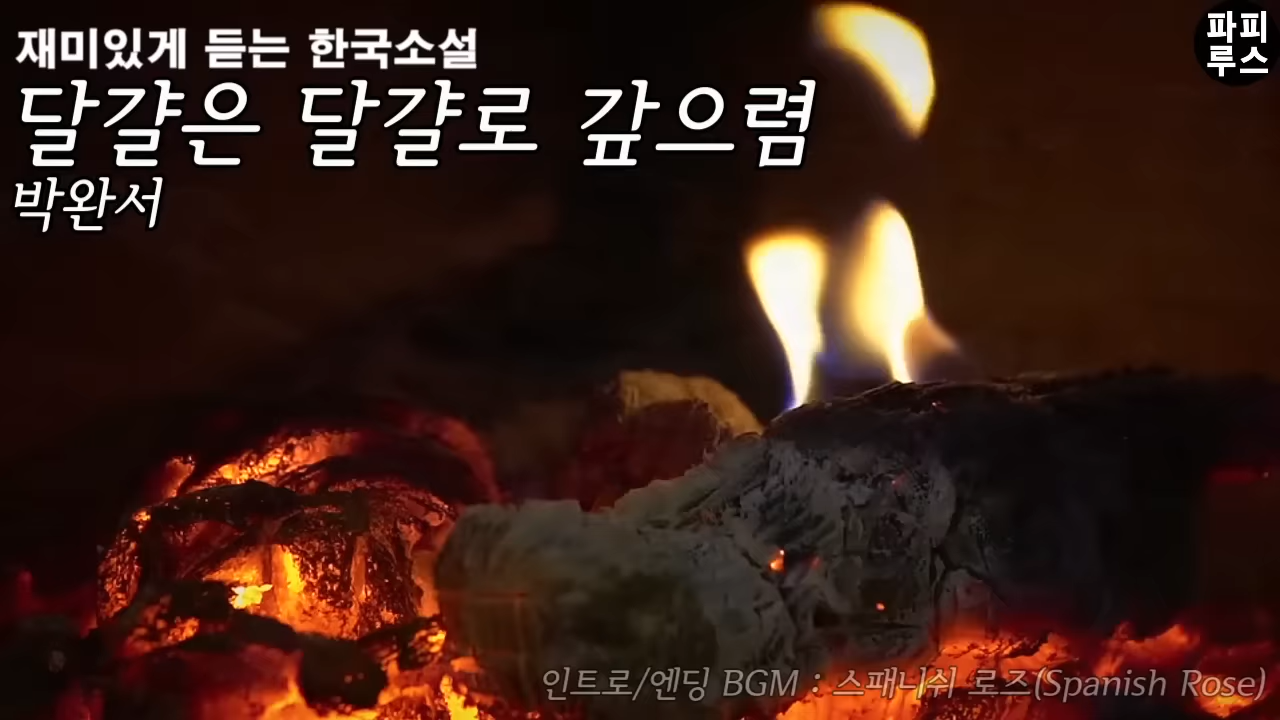 재미있게 듣는 한국소설
달걀은 달걀로 갚으렴
박완서
파피
루스
인트로/엔딩 BGM : 스패니쉬 로즈(Spanish Rose)